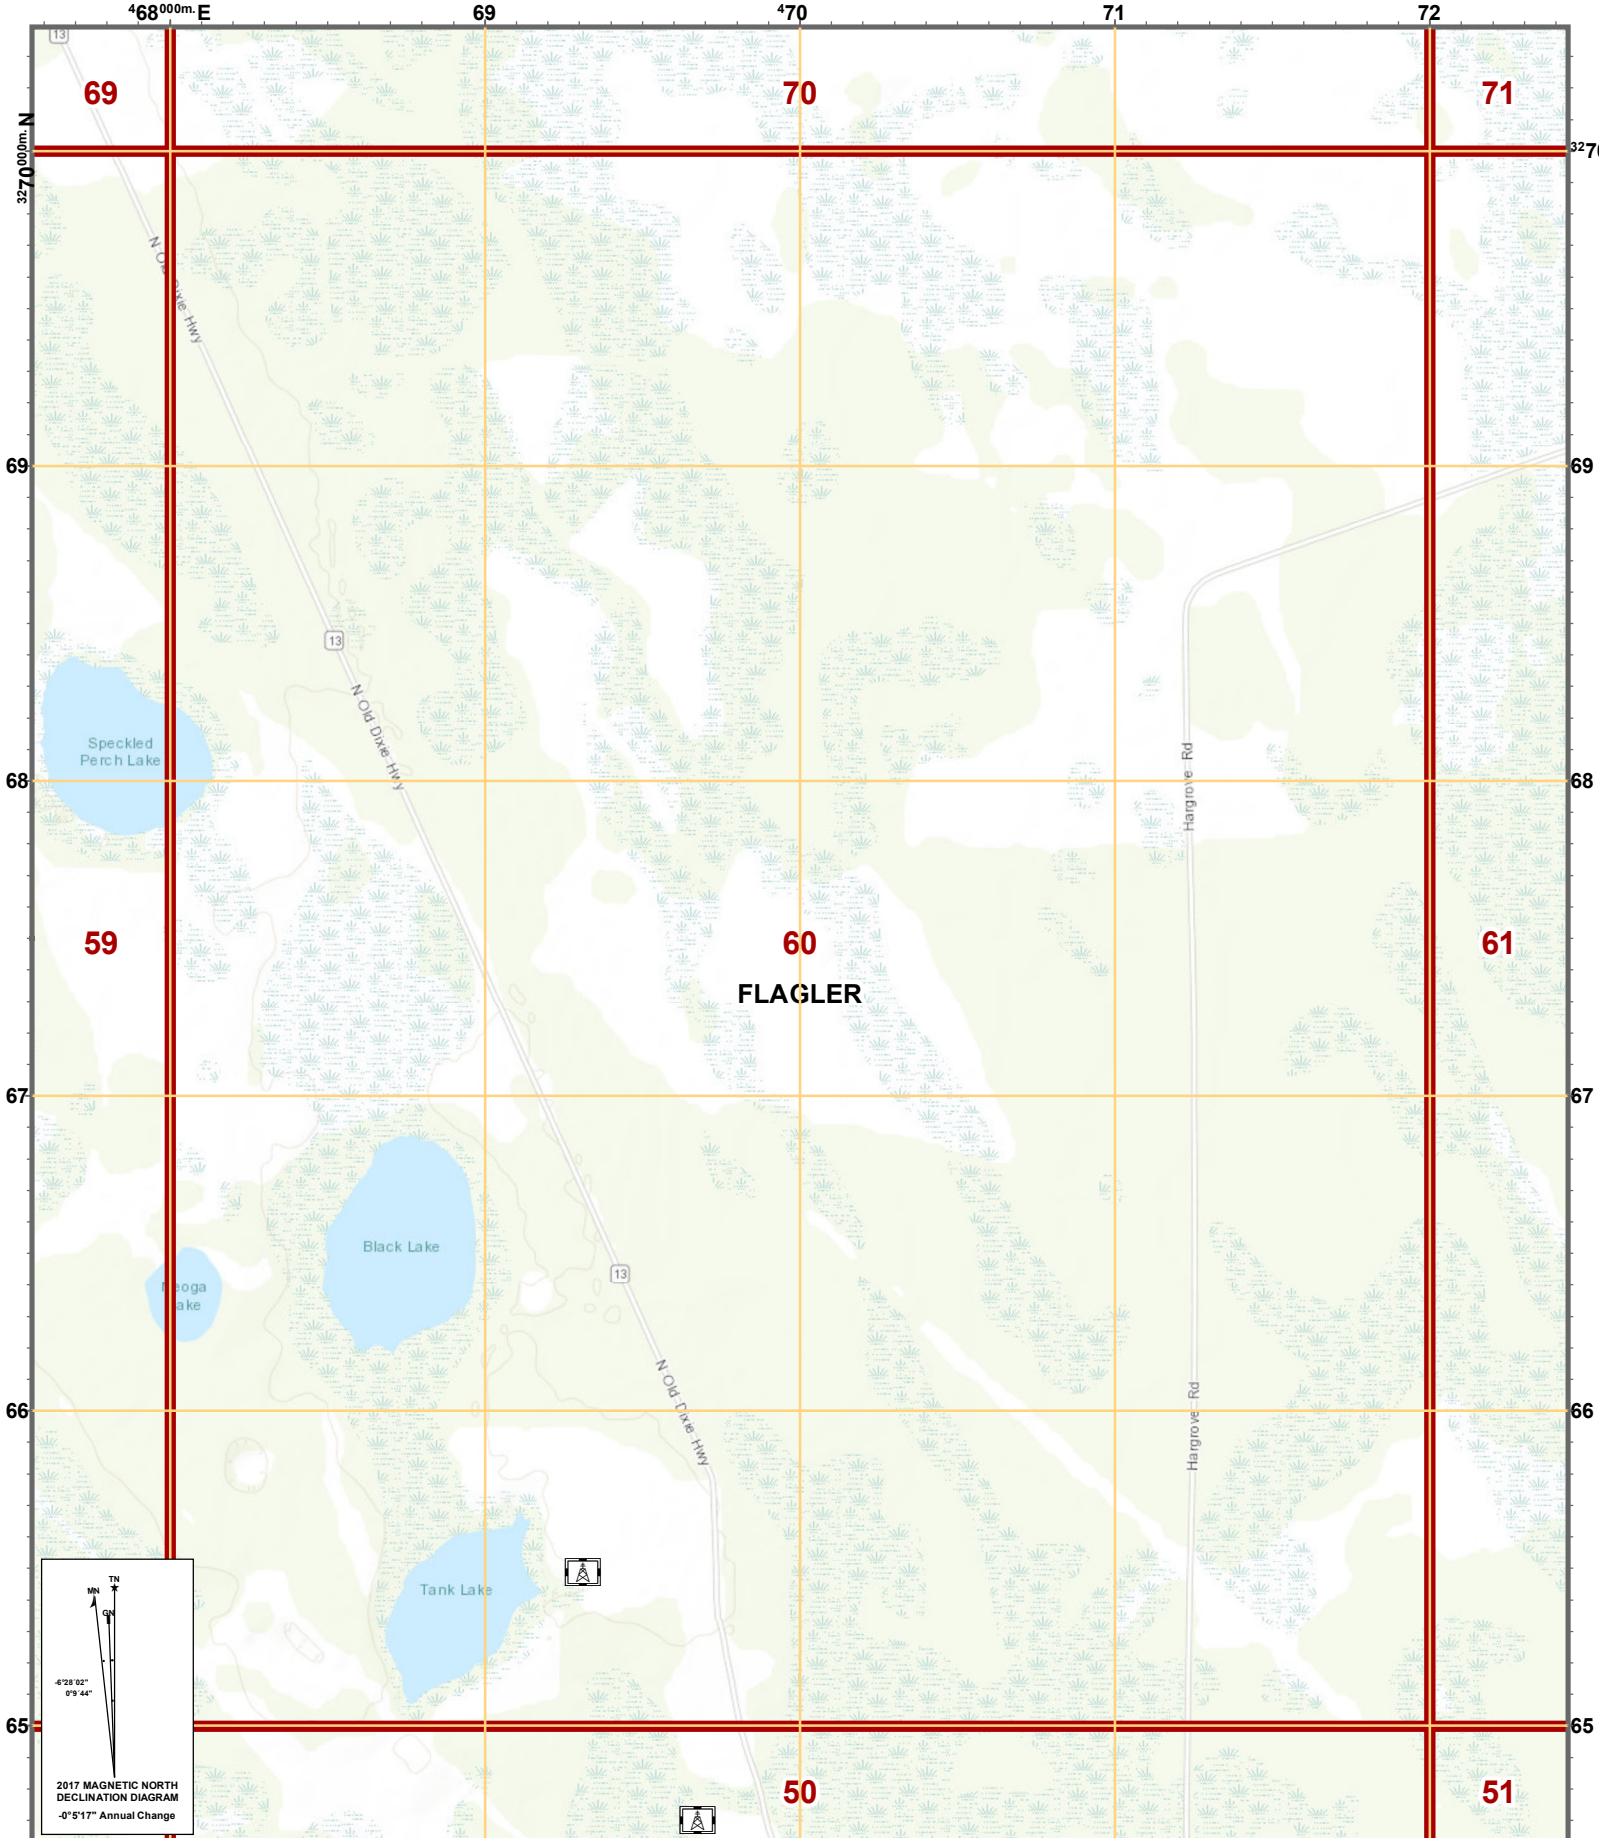 468000m. E
69
470
71
72
13
69
70
71
3270000m. N
N Old Dixie Hwy
69
69
13
N Old Dixie Hwy
Speckled
Perch Lake
Hargrove Rd
68
68
59
60
61
FLAGLER
67
67
Black Lake
13
N Old Dixie Hwy
Hargrove Rd
66
66
Tank Lake
TN
MN
GN
-6°28'02"
0°9'44"
65
65
2017 MAGNETIC NORTH
DECLINATION DIAGRAM
-0°5'17" Annual Change
50
51